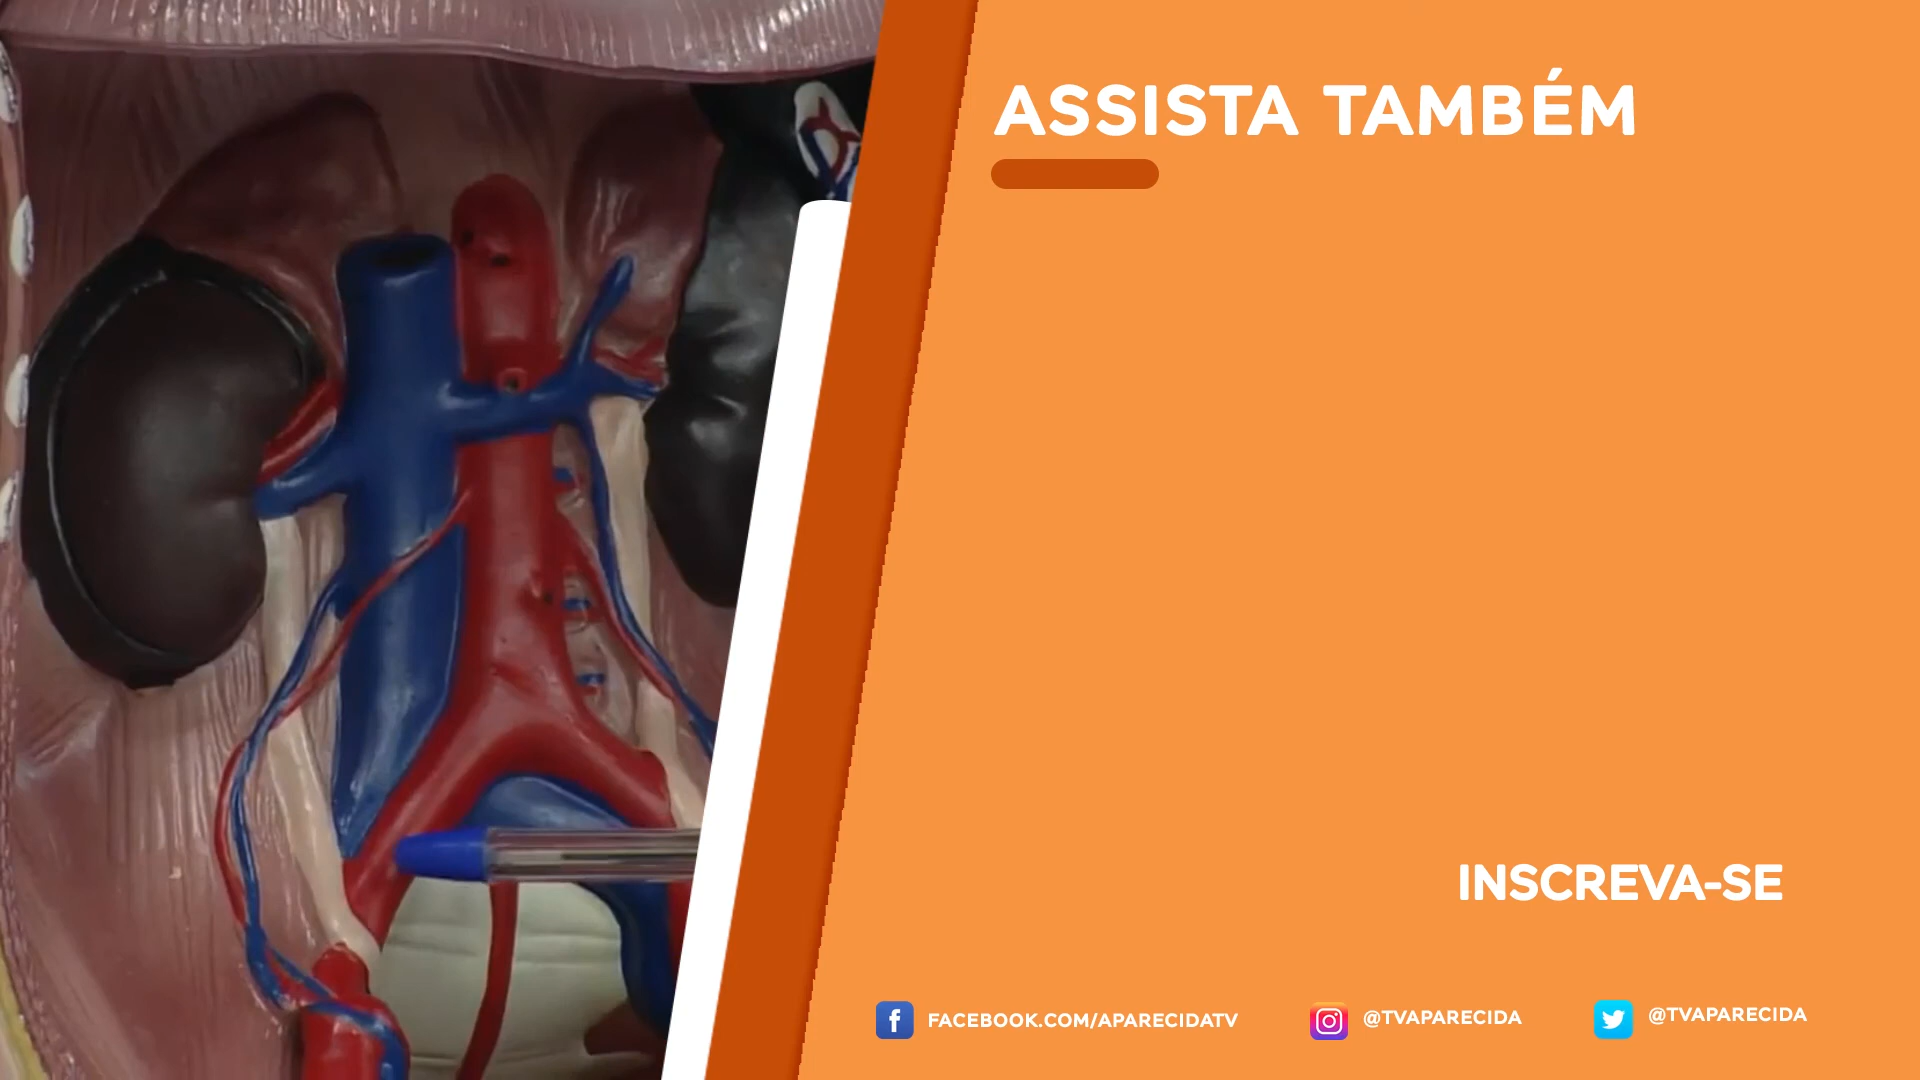 ASSISTA TAMBÉM
INSCREVA-SE
FACEBOOK.COM/APARECIDATV
@TVAPARECIDA
@TVAPARECIDA